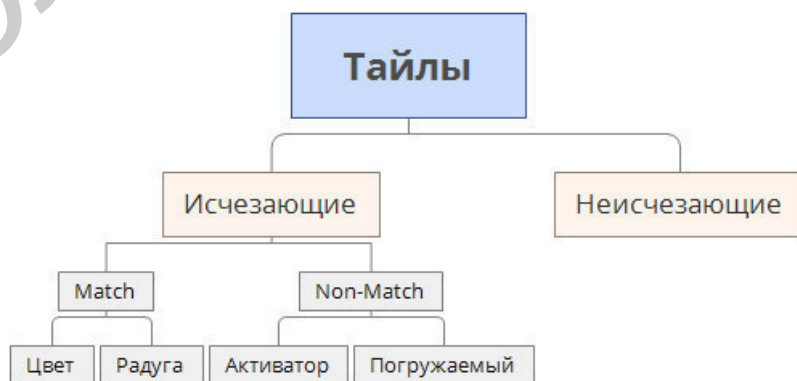 Тайлы
Исчезающие
Неисчезающие
Match
Non-Match
Цвет
Радуга
Активатор
Погружаемый